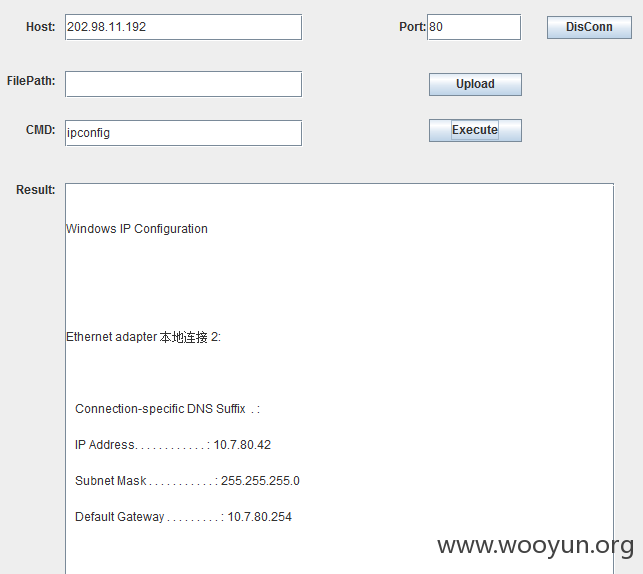 Host: 202.98.11.192 Port: 80 DisConn
FilePath: Upload
CMD: ipconfig Execute
Result:
Windows IP Configuration
Ethernet adapter 本地连接 2:
Connection-specific DNS Suffix . :
IP Address. . . . . . . . . . . . : 10.7.80.42
Subnet Mask . . . . . . . . . . . : 255.255.255.0
Default Gateway . . . . . . . . . : 10.7.80.254
www.wooyun.org